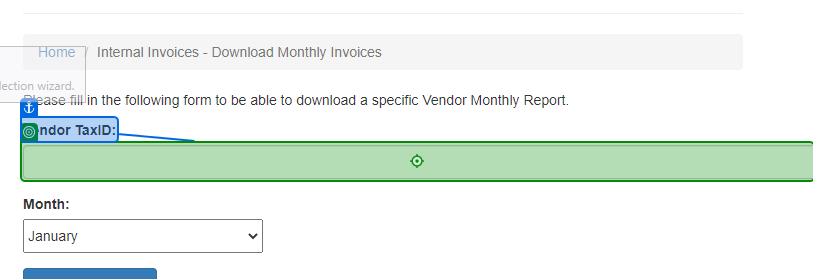 Home / Internal Invoices - Download Monthly Invoices
lection wizard.
Please fill in the following form to be able to download a specific Vendor Monthly Report.
endor TaxID:
Month:
January